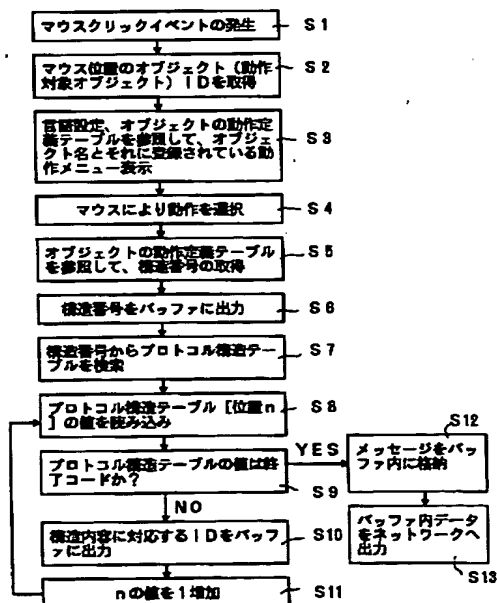 マウスクリックイベントの発生 S1
マウス位置のオブジェクト(動作
対象オブジェクト)IDを取得 S2
言語設定、オブジェクトの動作定
義テーブルを参照して、オブジェ
クト名とそれに登録されている動
作メニュー表示 S3
マウスにより動作を選択 S4
オブジェクトの動作定義テーブル
を参照して、構造番号の取得 S5
構造番号をバッファに出力 S6
構造番号からプロトコル構造テー
ブルを検索 S7
プロトコル構造テーブル[位置n
]の値を読み込み S8
プロトコル構造テーブルの値は終
了コードか? S9
YES
NO
構造内容に対応するIDをバッフ
ァに出力 S10
nの値を1増加 S11
S12
メッセージをバッ
ファ内に格納
バッファ内データ
をネットワークへ
出力
S13